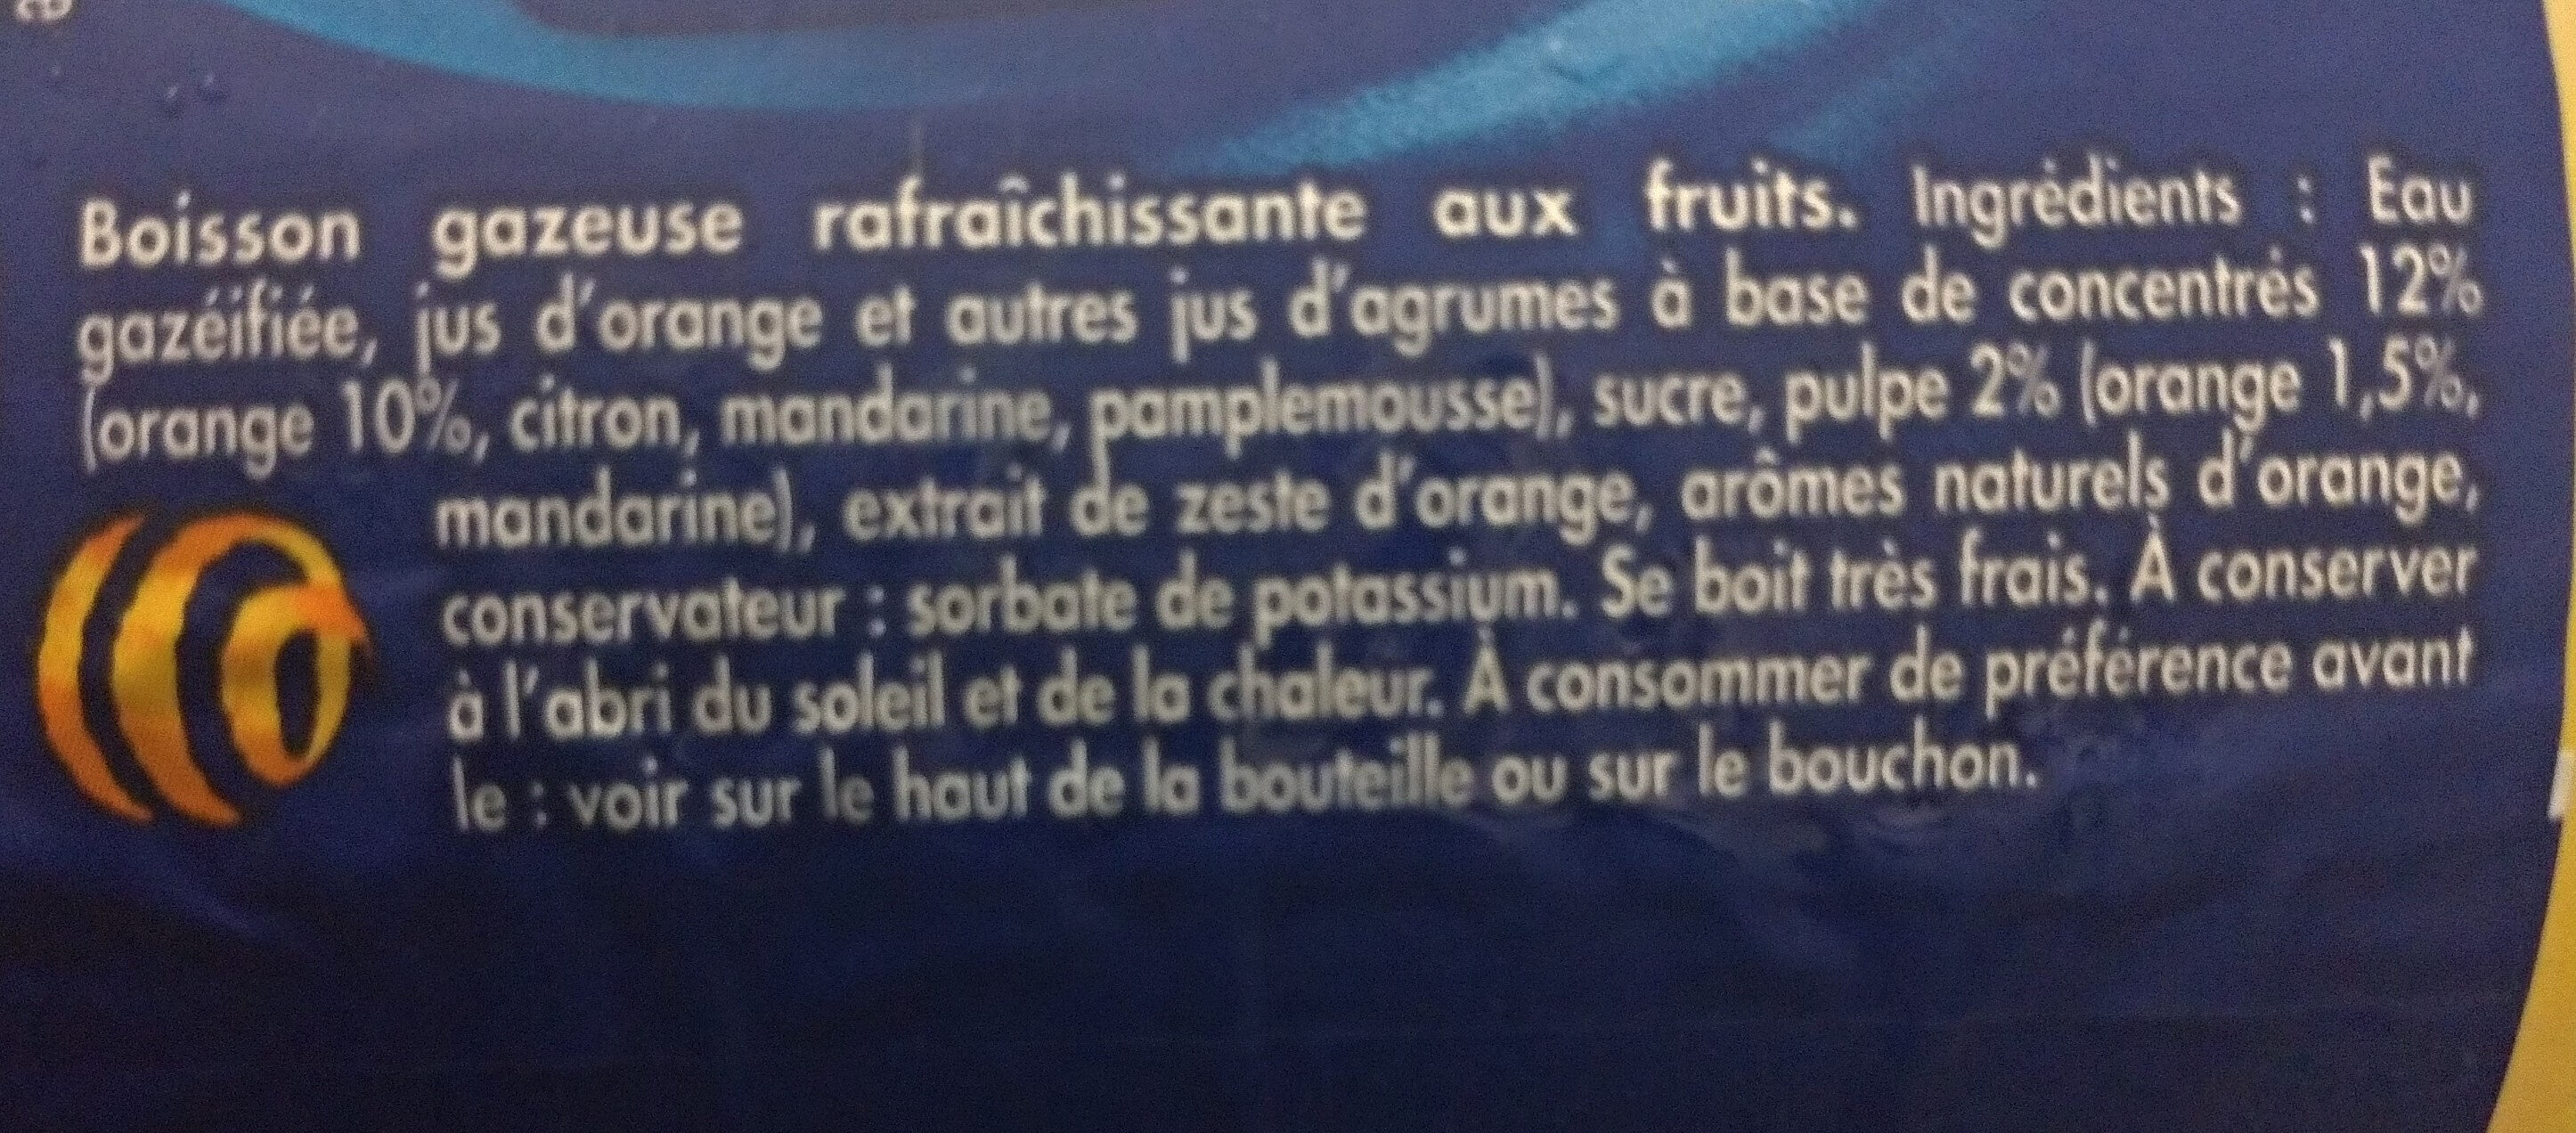 Boisson gazeuse rafraîchissante aux fruits. Ingrédients : Eau
gazéifiée, jus d'orange et autres jus d'agrumes à base de concentrés 12%
(orange 10%, citron, mandarine, pamplemousse), sucre, pulpe 2% (orange 1,5%,
mandarine), extrait de zeste d'orange, arômes naturels d'orange,
conservateur : sorbate de potassium. Se boit très frais. À conserver
à l'abri du soleil et de la chaleur. À consommer de préférence avant
le : voir sur le haut de la bouteille ou sur le bouchon.